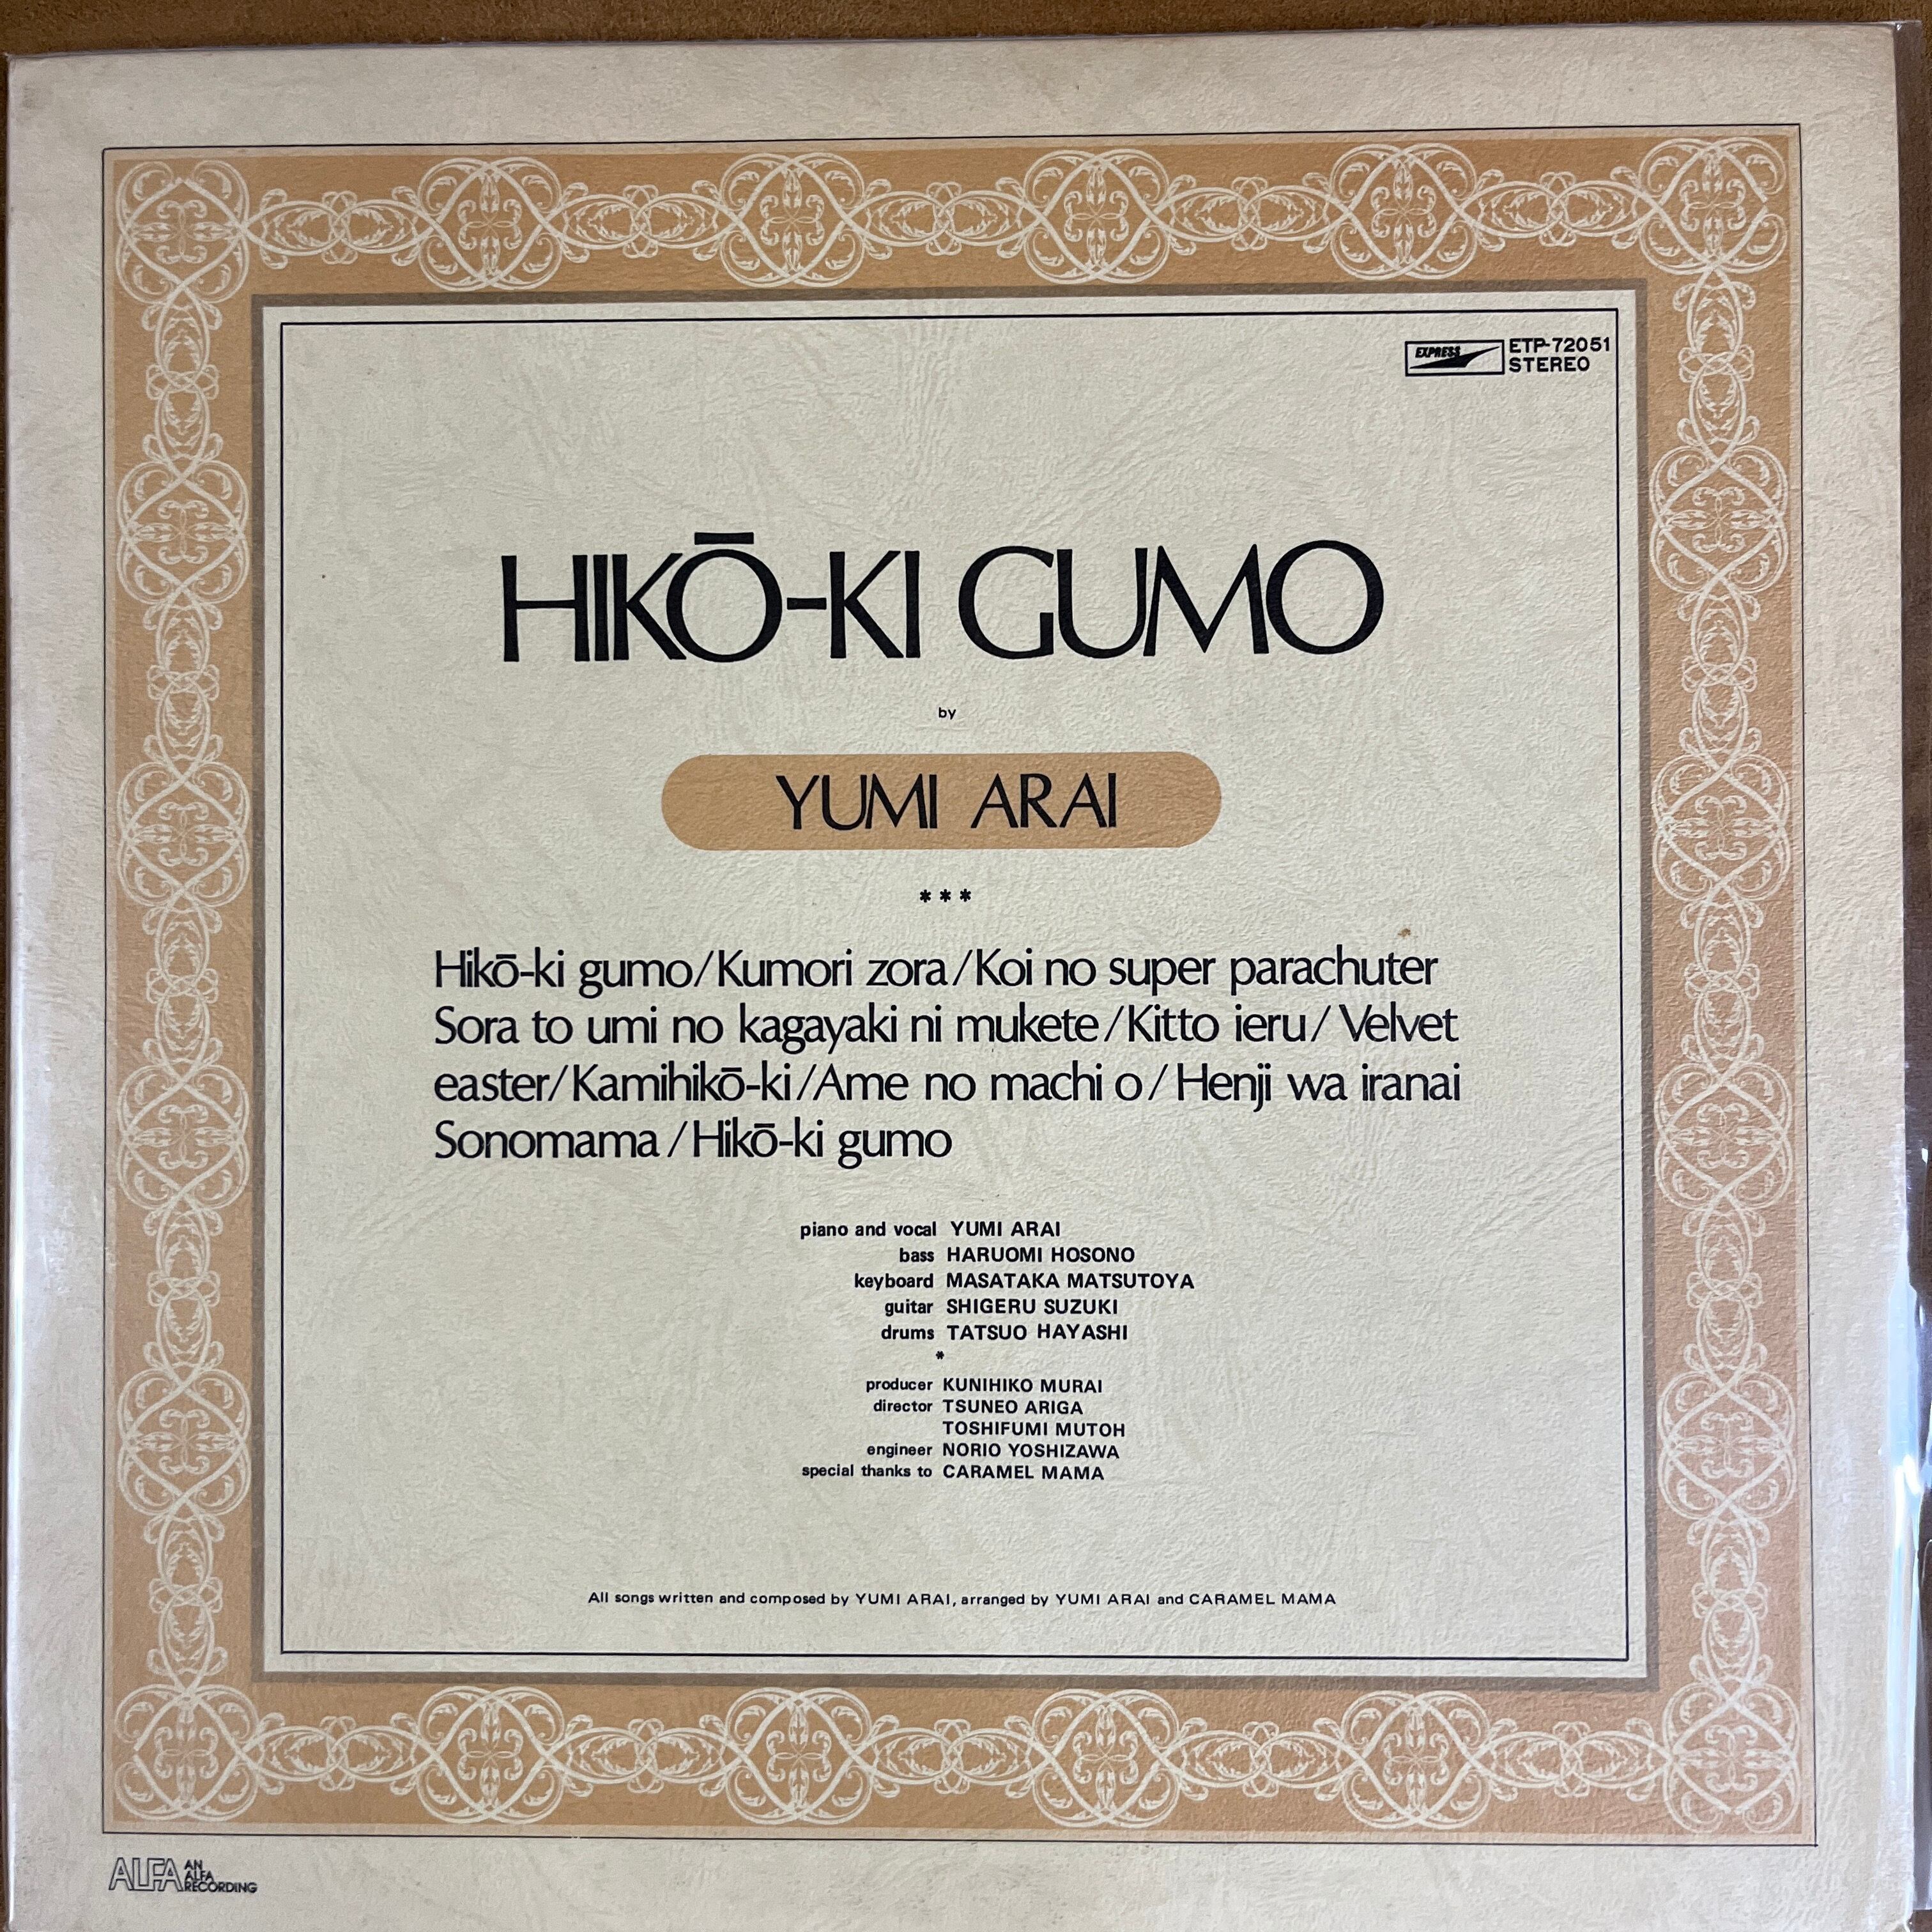 EXPRESS ETP-72051
STEREO
HIKŌ-KI GUMO
by
YUMI ARAI
***
Hikō-ki gumo/Kumori zora/Koi no super parachuter
Sora to umi no kagayaki ni mukete/Kitto ieru/Velvet
easter/Kamihikō-ki/Ame no machi o/Henji wa iranai
Sonomama/Hikō-ki gumo
piano and vocal YUMI ARAI
bass HARUOMI HOSONO
keyboard MASATAKA MATSUTOYA
guitar SHIGERU SUZUKI
drums TATSUO HAYASHI
*
producer KUNIHIKO MURAI
director TSUNEO ARIGA
TOSHIFUMI MUTOH
engineer NORIO YOSHIZAWA
special thanks to CARAMEL MAMA
All songs written and composed by YUMI ARAI, arranged by YUMI ARAI and CARAMEL MAMA
ALFA AN
ALFA
RECORDING